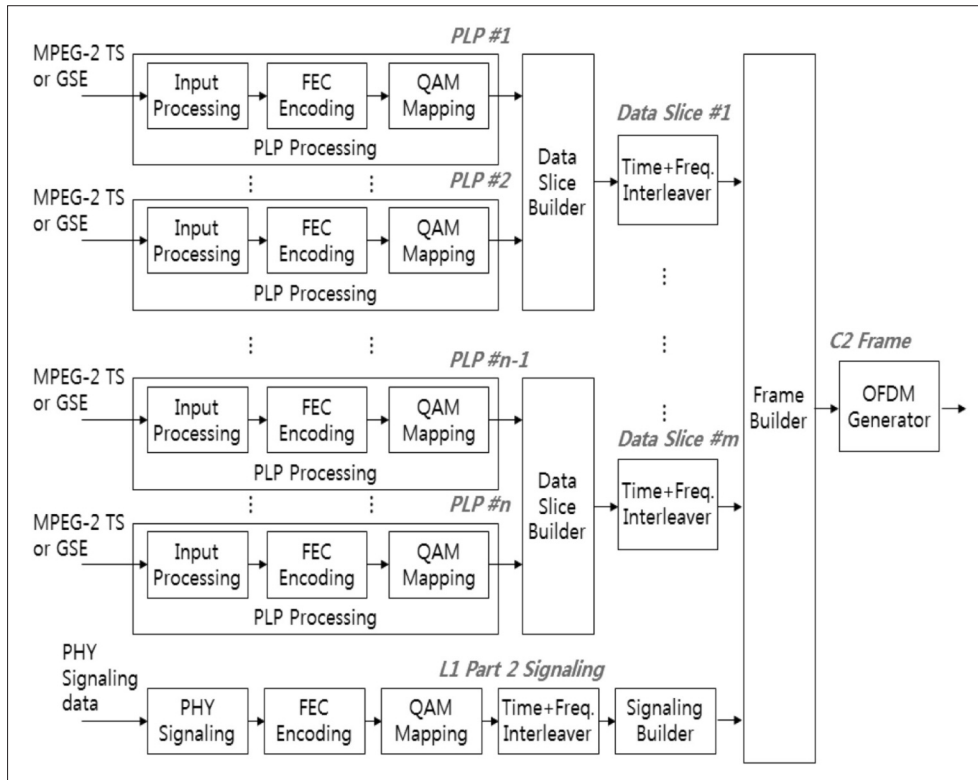 PLP #1
MPEG-2 TS
or GSE
Input
Processing
FEC
Encoding
QAM
Mapping
PLP Processing
PLP #2
MPEG-2 TS
or GSE
Input
Processing
FEC
Encoding
QAM
Mapping
PLP Processing
Data
Slice
Builder
Data Slice #1
Time+Freq.
Interleaver
PLP #n-1
MPEG-2 TS
or GSE
Input
Processing
FEC
Encoding
QAM
Mapping
PLP Processing
PLP #n
MPEG-2 TS
or GSE
Input
Processing
FEC
Encoding
QAM
Mapping
PLP Processing
Data
Slice
Builder
Data Slice #m
Time+Freq.
Interleaver
Frame
Builder
C2 Frame
OFDM
Generator
PHY
Signaling
data
L1 Part 2 Signaling
PHY
Signaling
FEC
Encoding
QAM
Mapping
Time+Freq.
Interleaver
Signaling
Builder